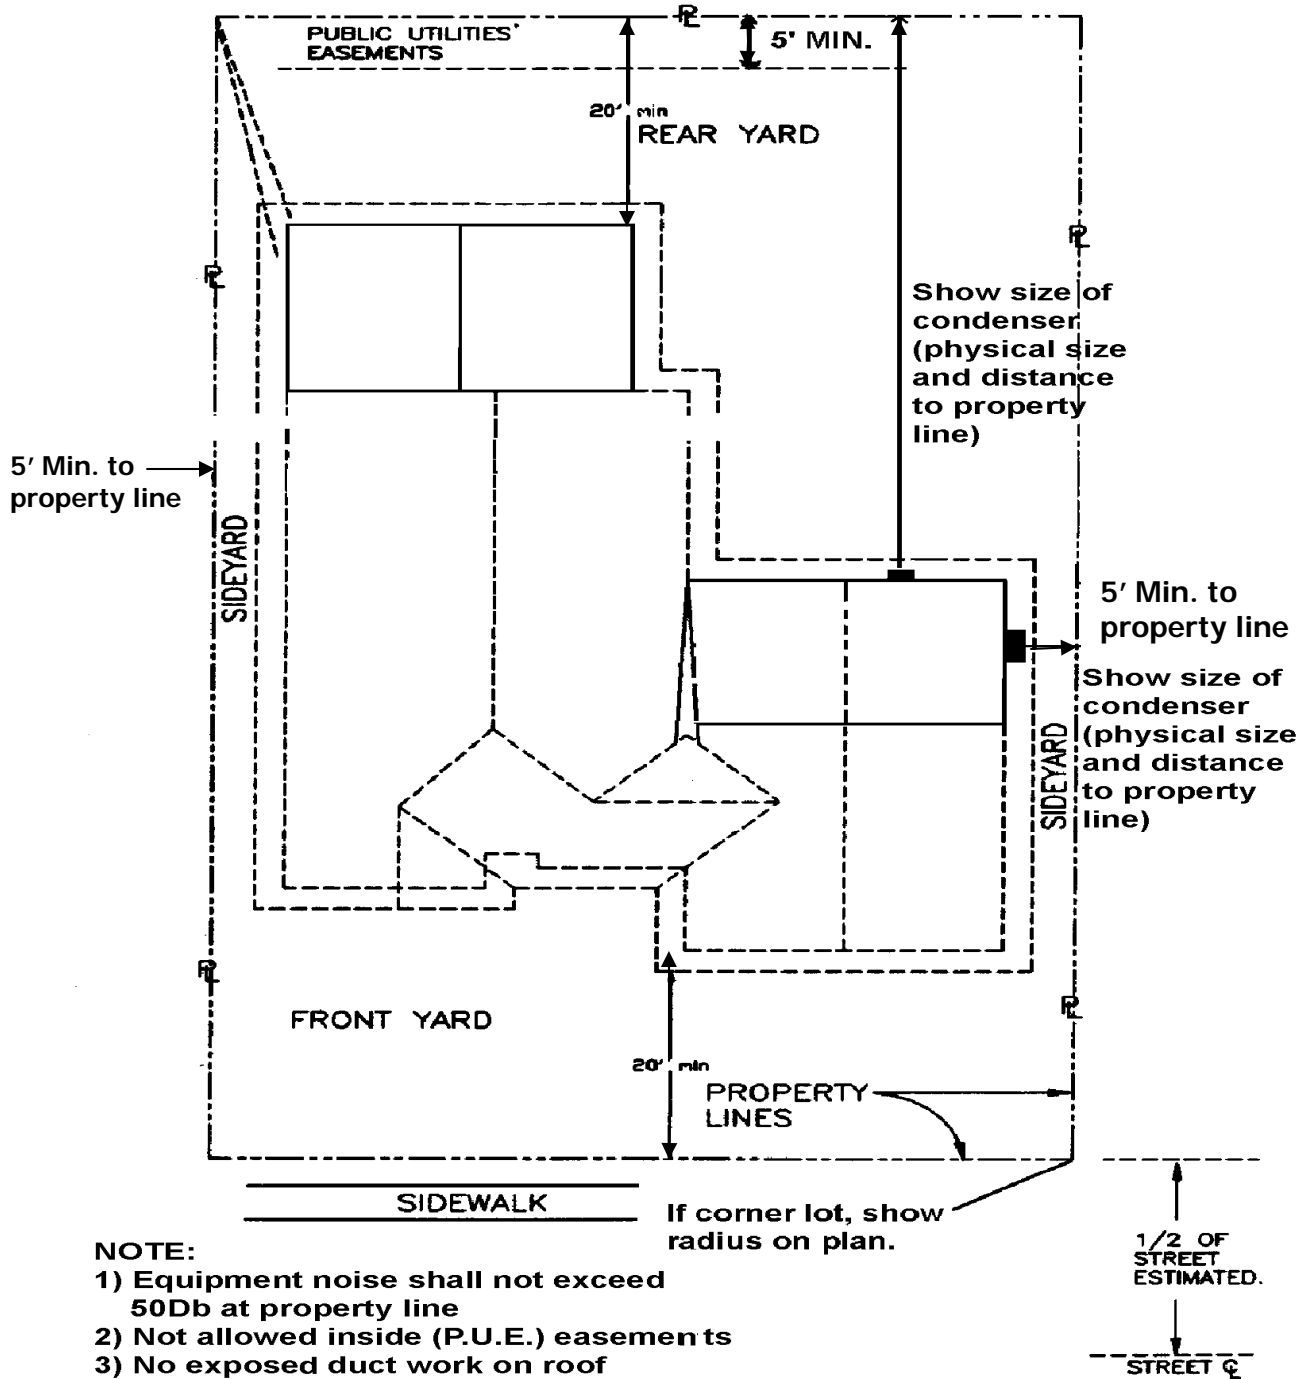 PL
PUBLIC UTILITIES'
EASEMENTS
5' MIN.
20' min
REAR YARD
PL
PL
Show size of
condenser
(physical size
and distance
to property
line)
5' Min. to
property line
SIDEYARD
5' Min. to
property line
Show size of
condenser
(physical size
and distance
to property
line)
SIDEYARD
PL
PL
FRONT YARD
20' min
PROPERTY
LINES
SIDEWALK
If corner lot, show
radius on plan.
1/2 OF
STREET
ESTIMATED.
STREET CL
NOTE:
1) Equipment noise shall not exceed
50Db at property line
2) Not allowed inside (P.U.E.) easements
3) No exposed duct work on roof